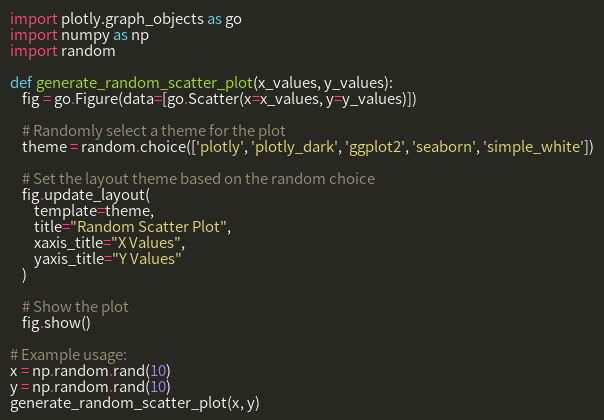 import plotly.graph_objects as go
import numpy as np
import random

def generate_random_scatter_plot(x_values, y_values):
    fig = go.Figure(data=[go.Scatter(x=x_values, y=y_values)])

    # Randomly select a theme for the plot
    theme = random.choice(['plotly', 'plotly_dark', 'ggplot2', 'seaborn', 'simple_white'])

    # Set the layout theme based on the random choice
    fig.update_layout(
        template=theme,
        title="Random Scatter Plot",
        xaxis_title="X Values",
        yaxis_title="Y Values"
    )

    # Show the plot
    fig.show()

# Example usage:
x = np.random.rand(10)
y = np.random.rand(10)
generate_random_scatter_plot(x, y)